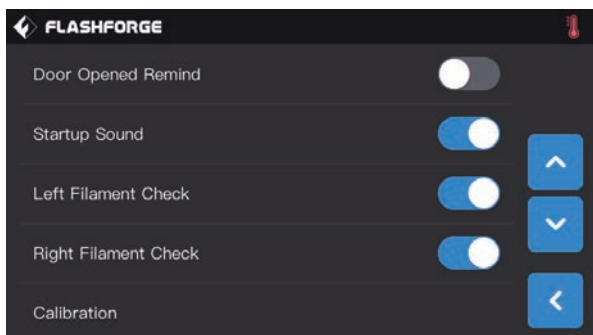 FLASHFORGE
Door Opened Remind
Startup Sound
Left Filament Check
Right Filament Check
Calibration